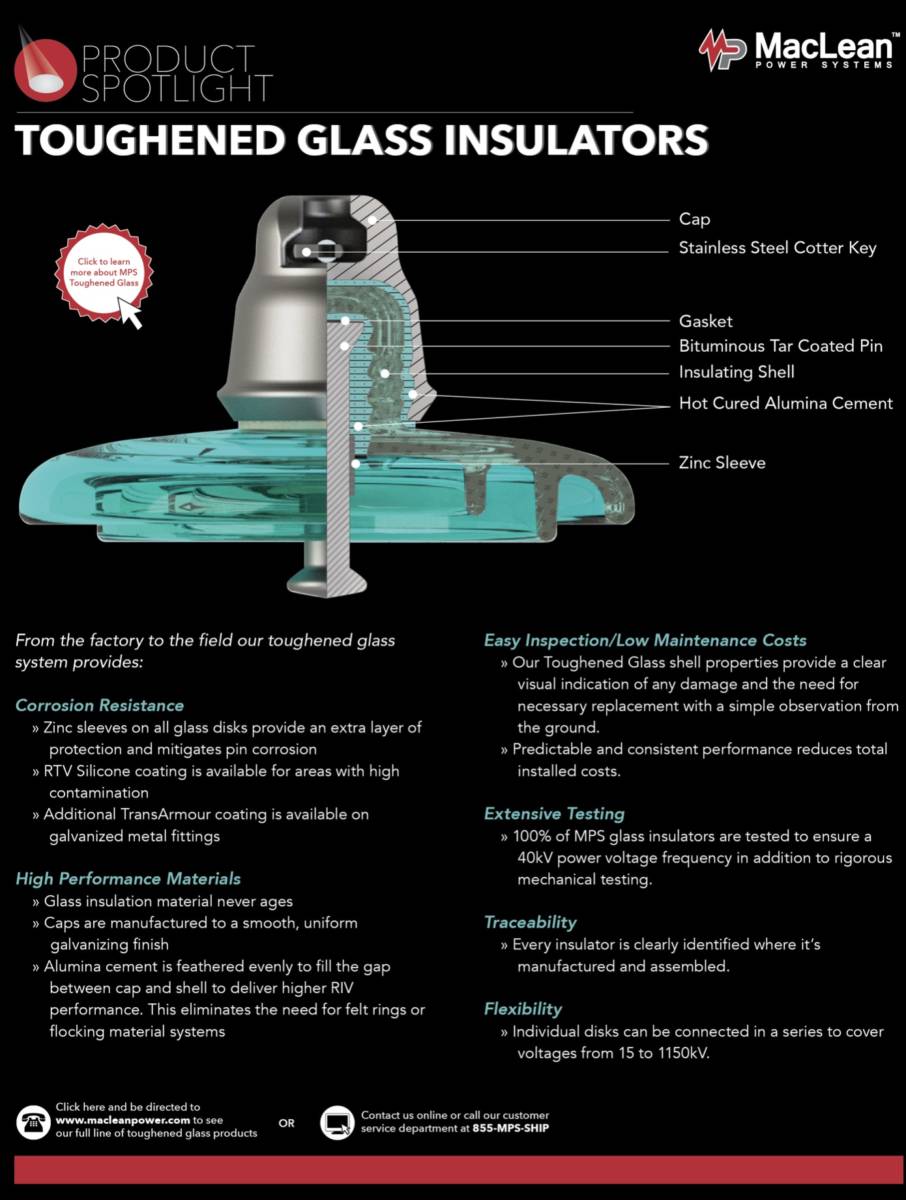 PRODUCT
SPOTLIGHT
MP MacLean™
POWER SYSTEMS
TOUGHENED GLASS INSULATORS
Click to learn
more about MPS
Toughened Glass
Cap
Stainless Steel Cotter Key
Gasket
Bituminous Tar Coated Pin
Insulating Shell
Hot Cured Alumina Cement
Zinc Sleeve
From the factory to the field our toughened glass
system provides:
Corrosion Resistance
» Zinc sleeves on all glass disks provide an extra layer of
protection and mitigates pin corrosion
» RTV Silicone coating is available for areas with high
contamination
» Additional TransArmour coating is available on
galvanized metal fittings
High Performance Materials
» Glass insulation material never ages
» Caps are manufactured to a smooth, uniform
galvanizing finish
» Alumina cement is feathered evenly to fill the gap
between cap and shell to deliver higher RIV
performance. This eliminates the need for felt rings or
flocking material systems
Easy Inspection/Low Maintenance Costs
» Our Toughened Glass shell properties provide a clear
visual indication of any damage and the need for
necessary replacement with a simple observation from
the ground.
» Predictable and consistent performance reduces total
installed costs.
Extensive Testing
» 100% of MPS glass insulators are tested to ensure a
40kV power voltage frequency in addition to rigorous
mechanical testing.
Traceability
» Every insulator is clearly identified where it's
manufactured and assembled.
Flexibility
» Individual disks can be connected in a series to cover
voltages from 15 to 1150kV.
Click here and be directed to
www.macleanpower.com to see
our full line of toughened glass products
OR
Contact us online or call our customer
service department at 855-MPS-SHIP